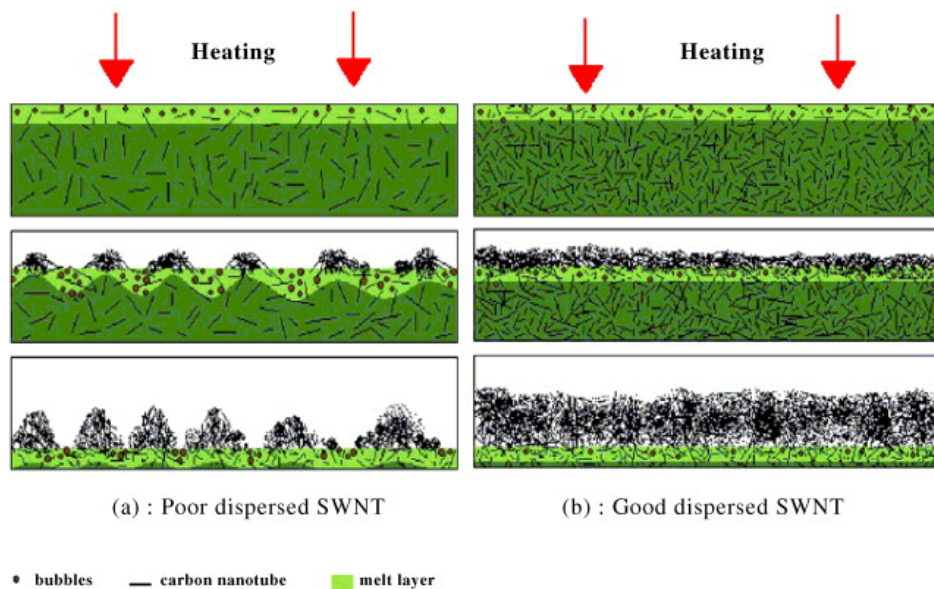 Heating
Heating
(a) : Poor dispersed SWNT
(b) : Good dispersed SWNT
bubbles
carbon nanotube
melt layer